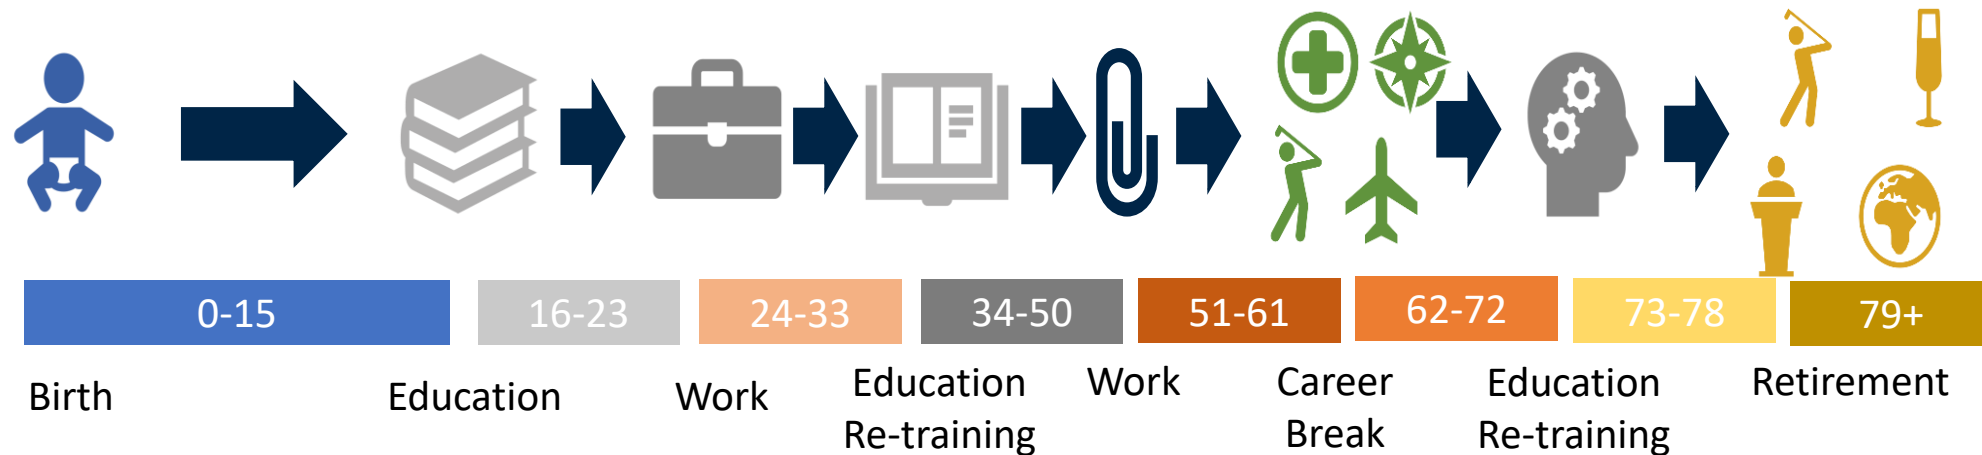 0-15
16-23
24-33
34-50
51-61
62-72
73-78
79+
Birth
Education
Work
Education
Re-training
Work
Career
Break
Education
Re-training
Retirement